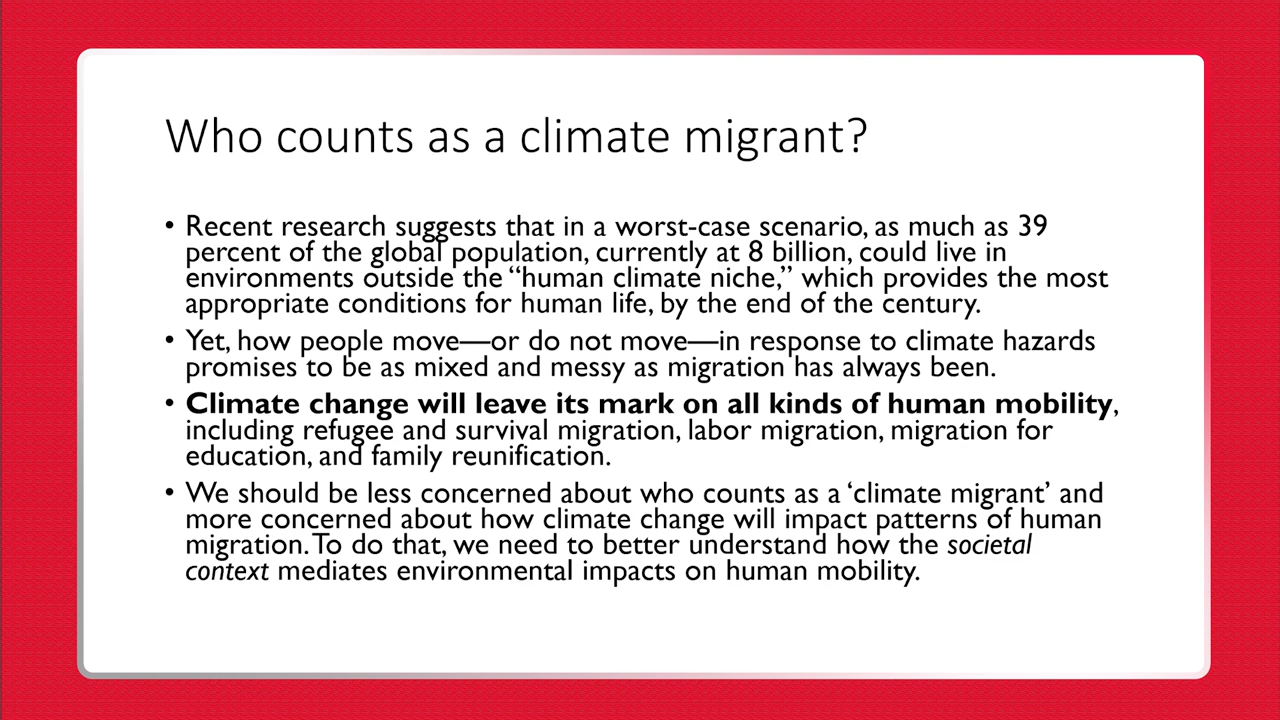 Who counts as a climate migrant?
• Recent research suggests that in a worst-case scenario, as much as 39
percent of the global population, currently at 8 billion, could live in
environments outside the “human climate niche,” which provides the most
appropriate conditions for human life, by the end of the century.
• Yet, how people move—or do not move—in response to climate hazards
promises to be as mixed and messy as migration has always been.
• Climate change will leave its mark on all kinds of human mobility,
including refugee and survival migration, labor migration, migration for
education, and family reunification.
• We should be less concerned about who counts as a ‘climate migrant’ and
more concerned about how climate change will impact patterns of human
migration. To do that, we need to better understand how the societal
context mediates environmental impacts on human mobility.